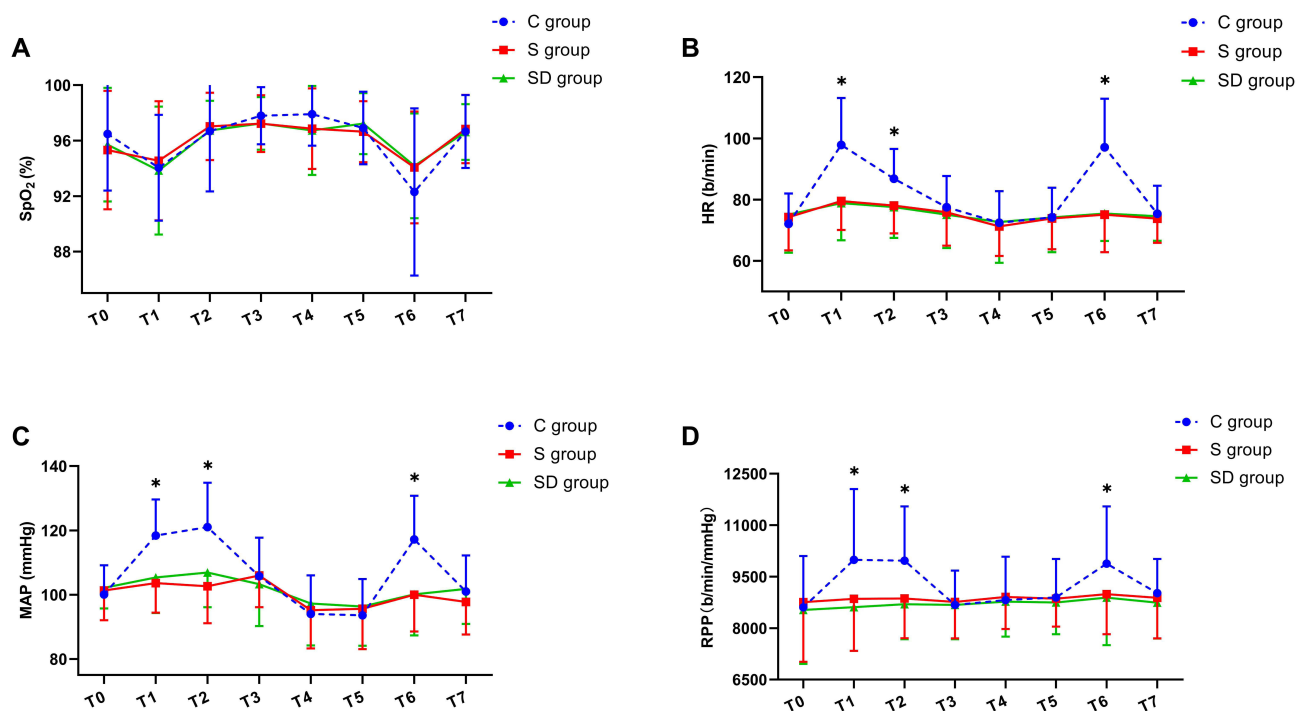 A
C group
S group
SD group
SpO₂ (%)
100
96
92
88
T0 T1 T2 T3 T4 T5 T6 T7
B
C group
S group
SD group
HR (b/min)
120
100
80
60
40
* * *
T0 T1 T2 T3 T4 T5 T6 T7
C
C group
S group
SD group
MAP (mmHg)
140
120
100
80
* * *
T0 T1 T2 T3 T4 T5 T6 T7
D
C group
S group
SD group
RPP（b/min/mmHg）
12500
11000
9500
8000
6500
* * *
T0 T1 T2 T3 T4 T5 T6 T7